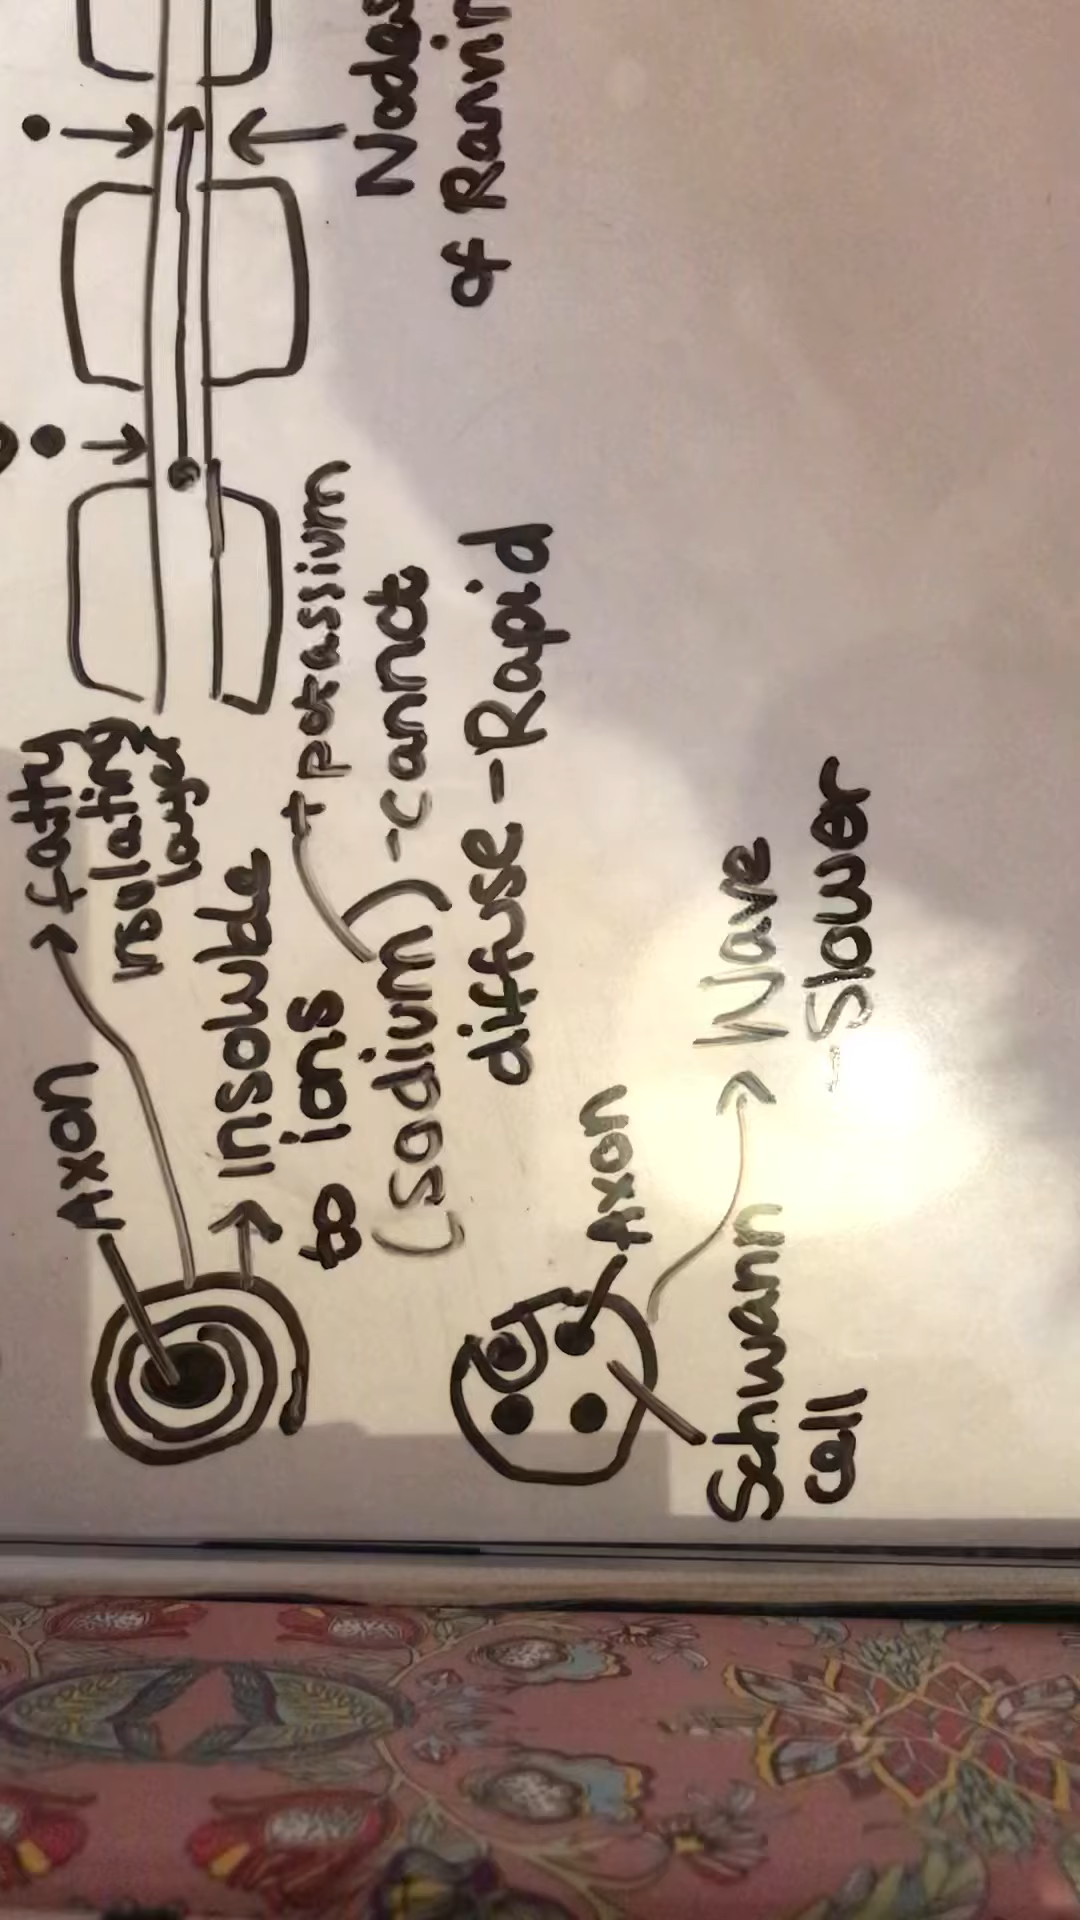 Axon
fatty
insulating
layer
insoluble
to ions
(sodium) - cannot
+ potassium
diffuse - Rapid
Nodes
of Ranvir
Axon
Schwann
cell
Wave
- Slower